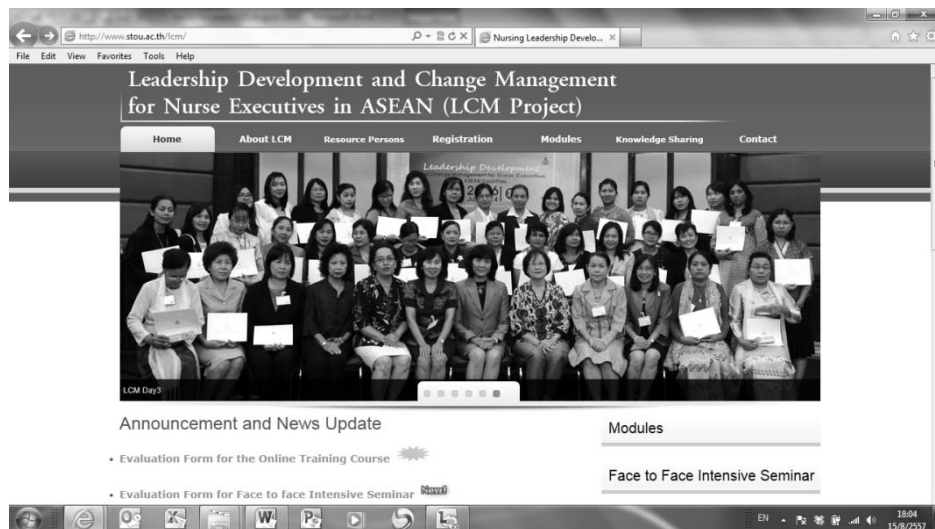 http://www.stou.ac.th/lcm/
Nursing Leadership Develo...
File Edit View Favorites Tools Help
Leadership Development and Change Management
for Nurse Executives in ASEAN (LCM Project)
Home About LCM Resource Persons Registration Modules Knowledge Sharing Contact
Leadership Development
LCM Day3
Announcement and News Update
Modules
Evaluation Form for the Online Training Course
Face to Face Intensive Seminar
Evaluation Form for Face to face Intensive Seminar New!
EN 18:04
15/8/2557